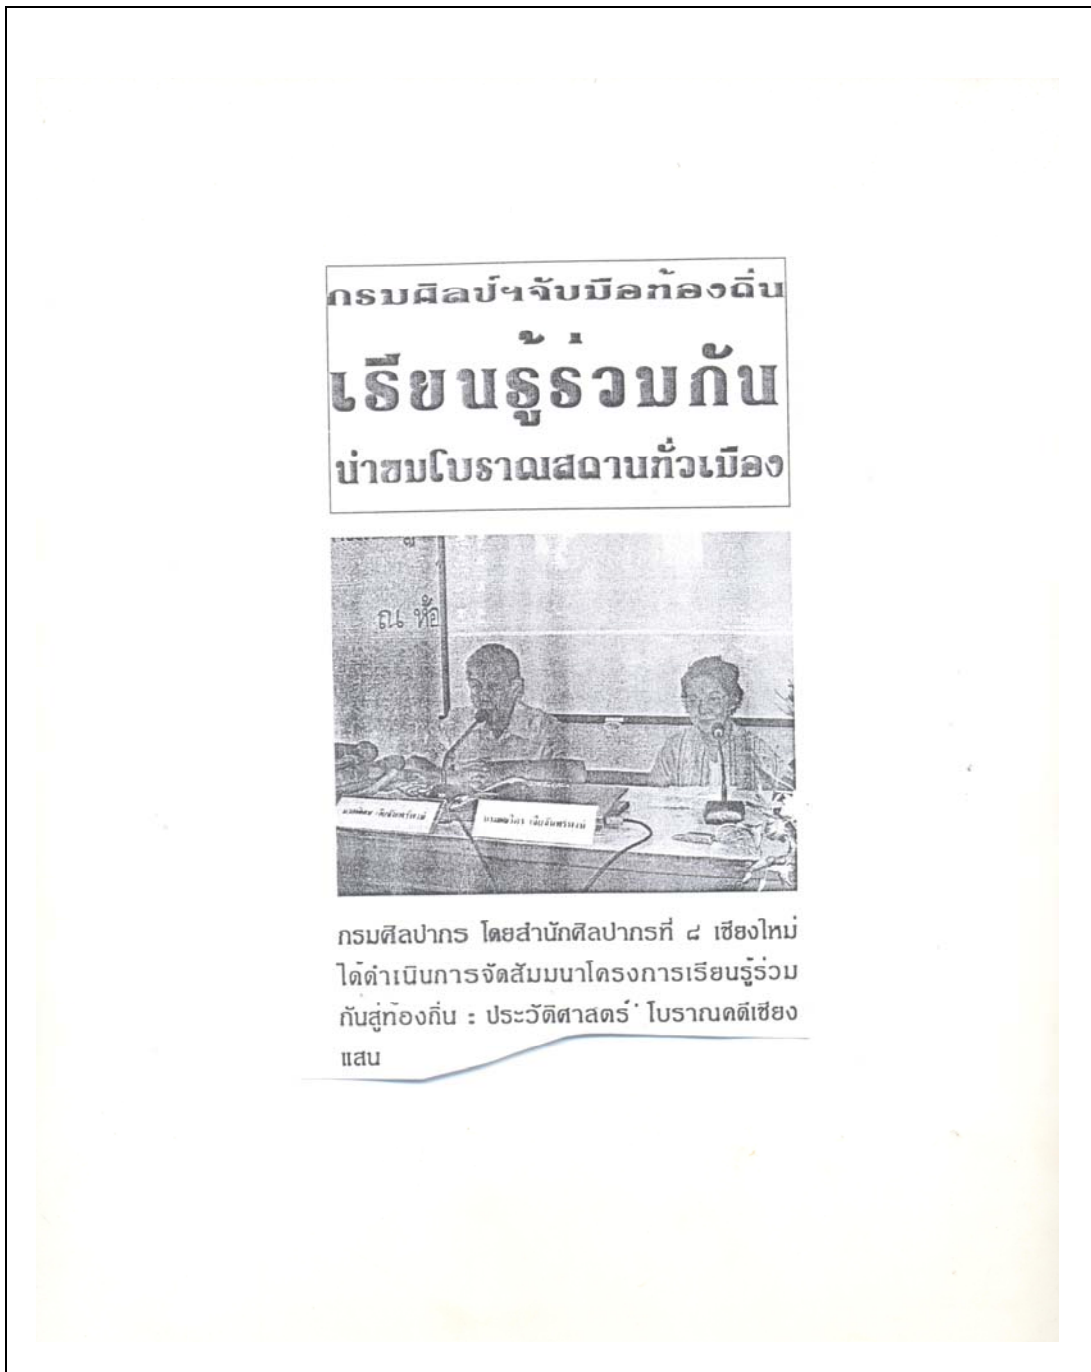 กรมศิลป์ฯจับมือท้องถิ่น
เรียนรู้ร่วมกัน
นำชมโบราณสถานทั่วเมือง
ณ ห้อ
กรมศิลปากร โดยสำนักศิลปากรที่ ๘ เชียงใหม่
ได้ดำเนินการจัดสัมมนาโครงการเรียนรู้ร่วม
กันสู่ท้องถิ่น : ประวัติศาสตร์ โบราณคดีเชียง
แสน